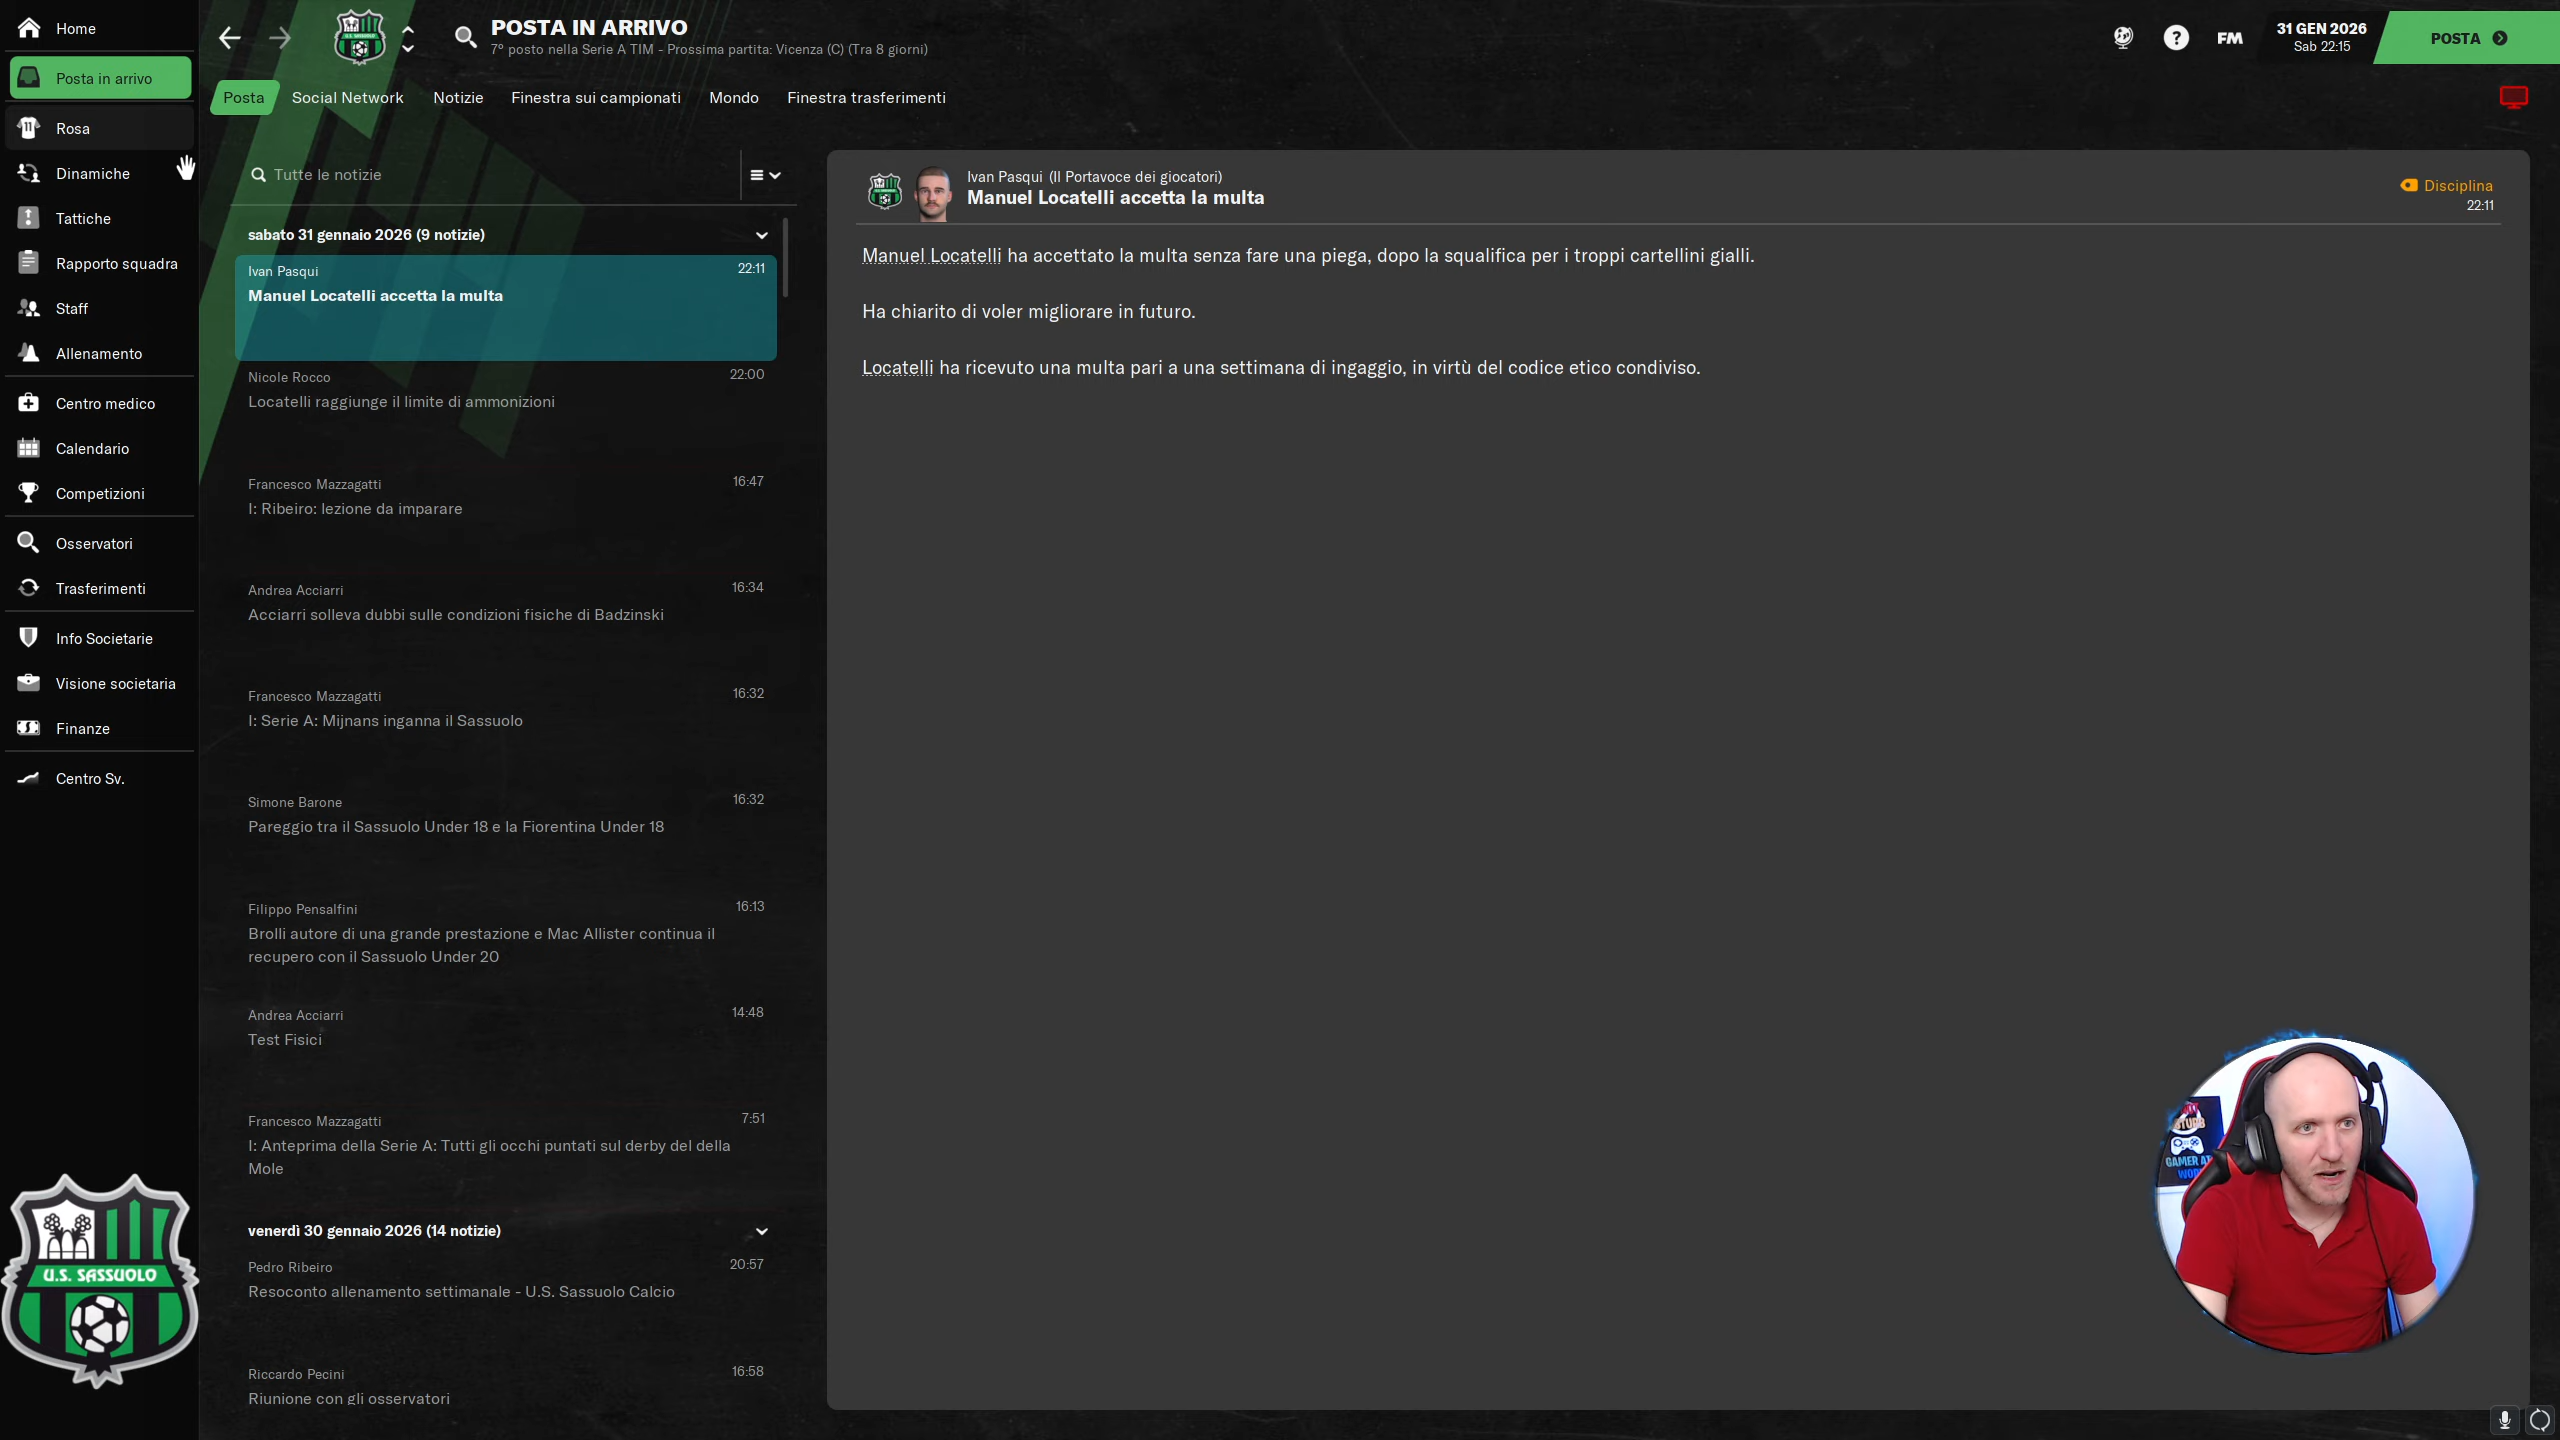 Home
Posta in arrivo
Rosa
Dinamiche
Tattiche
Rapporto squadra
Staff
Allenamento
Centro medico
Calendario
Competizioni
Osservatori
Trasferimenti
Info Societarie
Visione societaria
Finanze
Centro Sv.
U.S. SASSUOLO
POSTA IN ARRIVO
7° posto nella Serie A TIM - Prossima partita: Vicenza (C) (Tra 8 giorni)
FM
31 GEN 2026
Sab 22:15
POSTA
Posta
Social Network
Notizie
Finestra sui campionati
Mondo
Finestra trasferimenti
Tutte le notizie
sabato 31 gennaio 2026 (9 notizie)
Ivan Pasqui 22:11
Manuel Locatelli accetta la multa
Nicole Rocco 22:00
Locatelli raggiunge il limite di ammonizioni
Francesco Mazzagatti 16:47
I: Ribeiro: lezione da imparare
Andrea Acciarri 16:34
Acciarri solleva dubbi sulle condizioni fisiche di Badzinski
Francesco Mazzagatti 16:32
I: Serie A: Mijnans inganna il Sassuolo
Simone Barone 16:32
Pareggio tra il Sassuolo Under 18 e la Fiorentina Under 18
Filippo Pensalfini 16:13
Brolli autore di una grande prestazione e Mac Allister continua il
recupero con il Sassuolo Under 20
Andrea Acciarri 14:48
Test Fisici
Francesco Mazzagatti 7:51
I: Anteprima della Serie A: Tutti gli occhi puntati sul derby del della
Mole
venerdì 30 gennaio 2026 (14 notizie)
Pedro Ribeiro 20:57
Resoconto allenamento settimanale - U.S. Sassuolo Calcio
Riccardo Pecini 16:58
Riunione con gli osservatori
Ivan Pasqui (Il Portavoce dei giocatori)
Manuel Locatelli accetta la multa
Disciplina
22:11
Manuel Locatelli ha accettato la multa senza fare una piega, dopo la squalifica per i troppi cartellini gialli.
Ha chiarito di voler migliorare in futuro.
Locatelli ha ricevuto una multa pari a una settimana di ingaggio, in virtù del codice etico condiviso.
GAMER AT